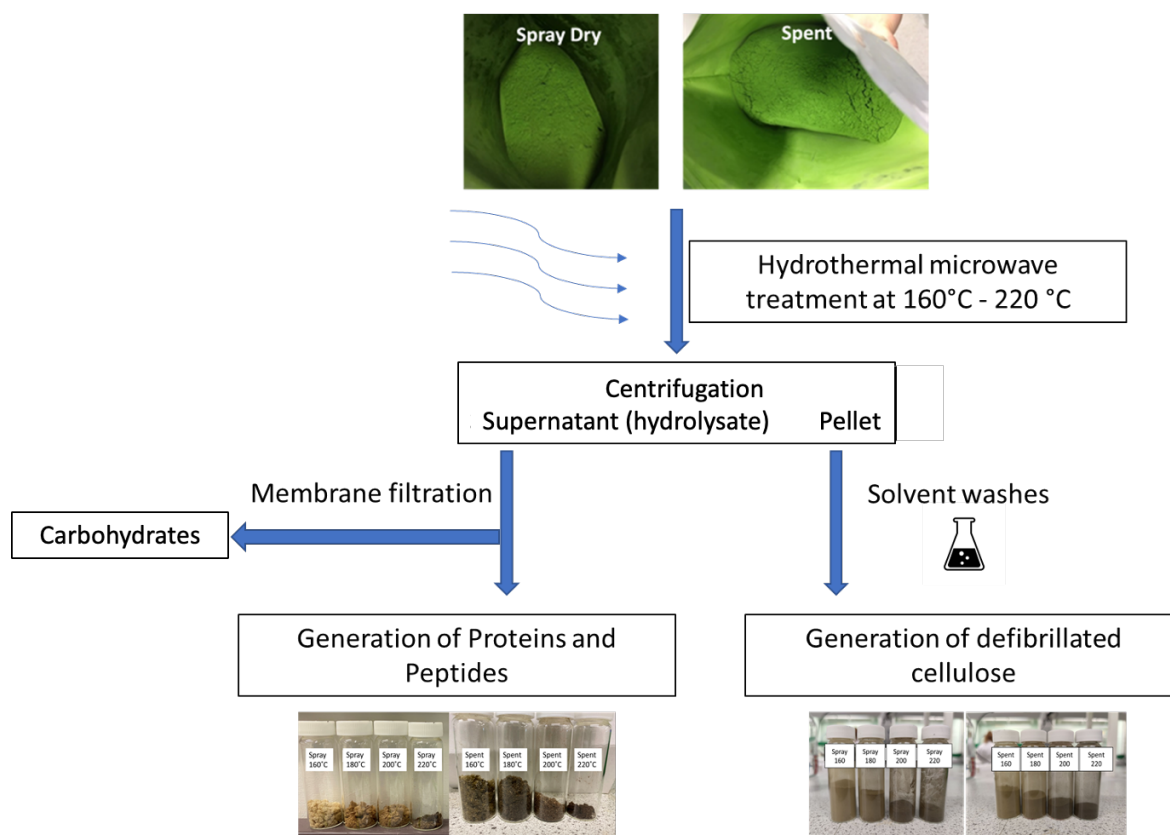 Spray Dry
Spent
Hydrothermal microwave
treatment at 160°C - 220 °C
Centrifugation
Supernatant (hydrolysate) Pellet
Membrane filtration
Solvent washes
Carbohydrates
Generation of Proteins and
Peptides
Generation of defibrillated
cellulose
Spray
160°C
Spray
180°C
Spray
200°C
Spray
220°C
Spent
160°C
Spent
180°C
Spent
200°C
Spent
220°C
Spray
160
Spray
180
Spray
200
Spray
220
Spent
160
Spent
180
Spent
200
Spent
220